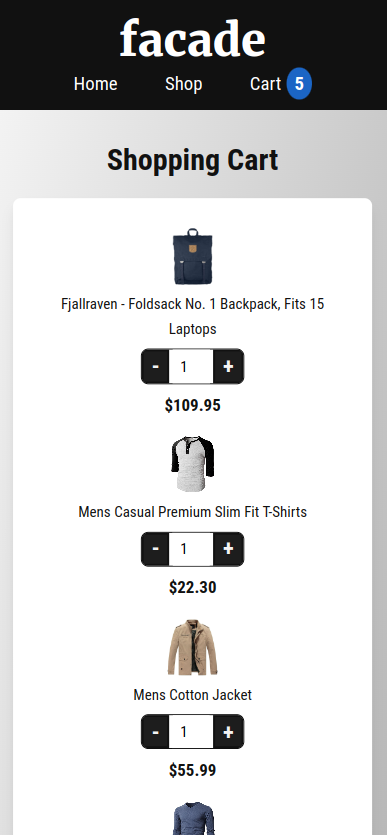 facade
Home Shop Cart 5
Shopping Cart
Fjallraven - Foldsack No. 1 Backpack, Fits 15
Laptops
- 1 +
$109.95
Mens Casual Premium Slim Fit T-Shirts
- 1 +
$22.30
Mens Cotton Jacket
- 1 +
$55.99